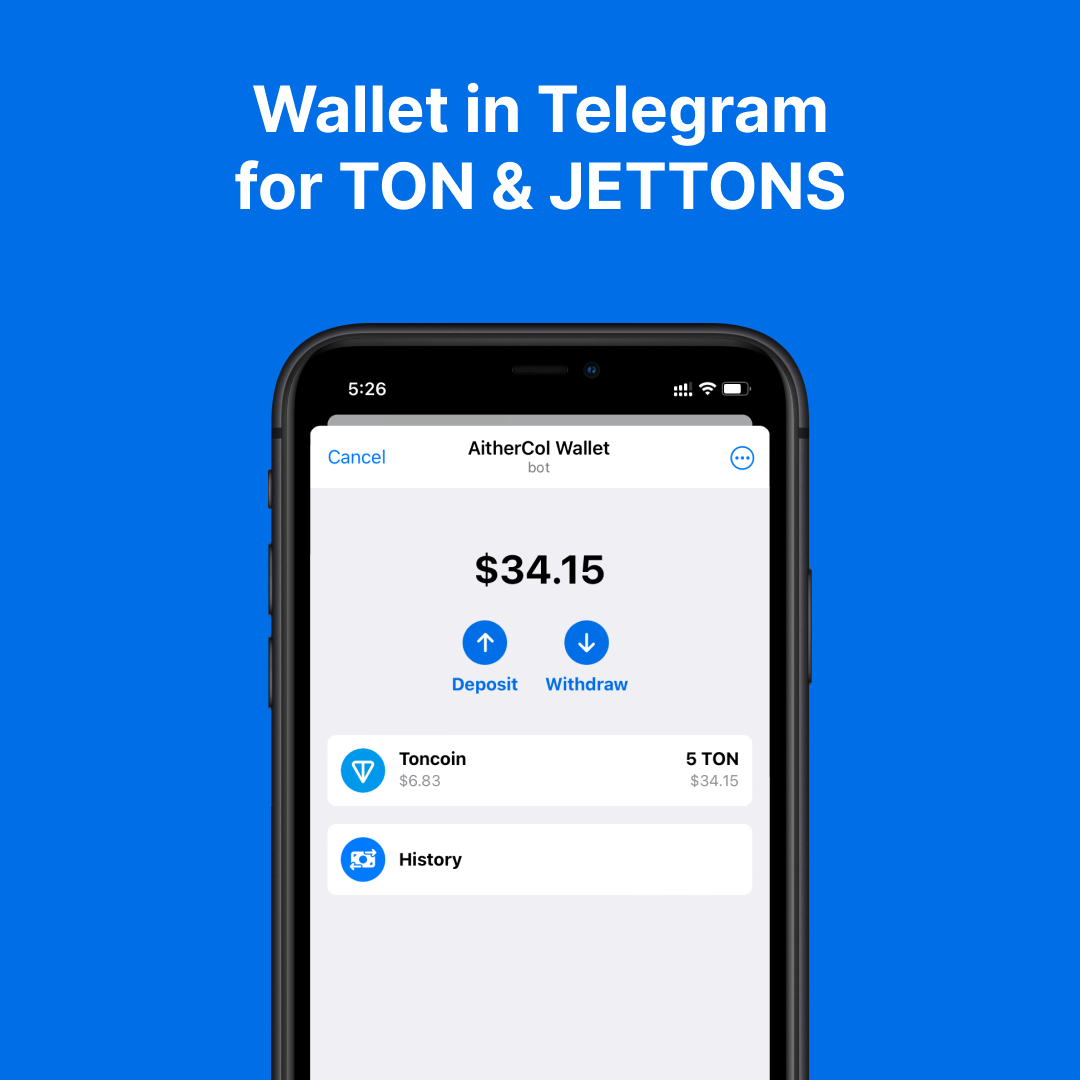 Wallet in Telegram
for TON & JETTONS
5:26
Cancel
AitherCol Wallet
bot
$34.15
Deposit
Withdraw
Toncoin
5 TON
$6.83
$34.15
History